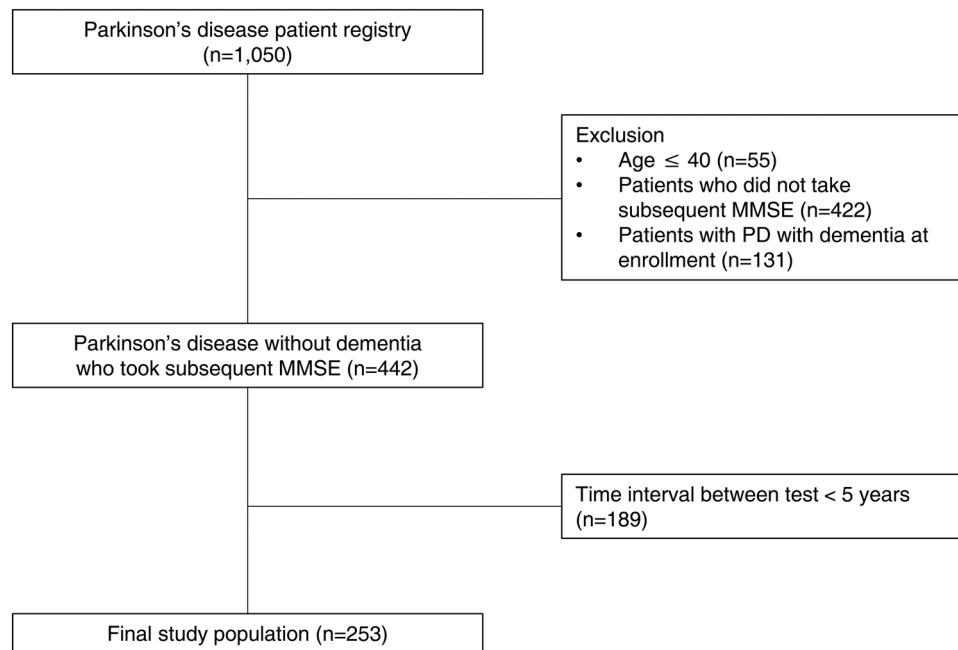 Parkinson's disease patient registry
(n=1,050)
Exclusion
• Age ≤ 40 (n=55)
• Patients who did not take
subsequent MMSE (n=422)
• Patients with PD with dementia at
enrollment (n=131)
Parkinson's disease without dementia
who took subsequent MMSE (n=442)
Time interval between test < 5 years
(n=189)
Final study population (n=253)